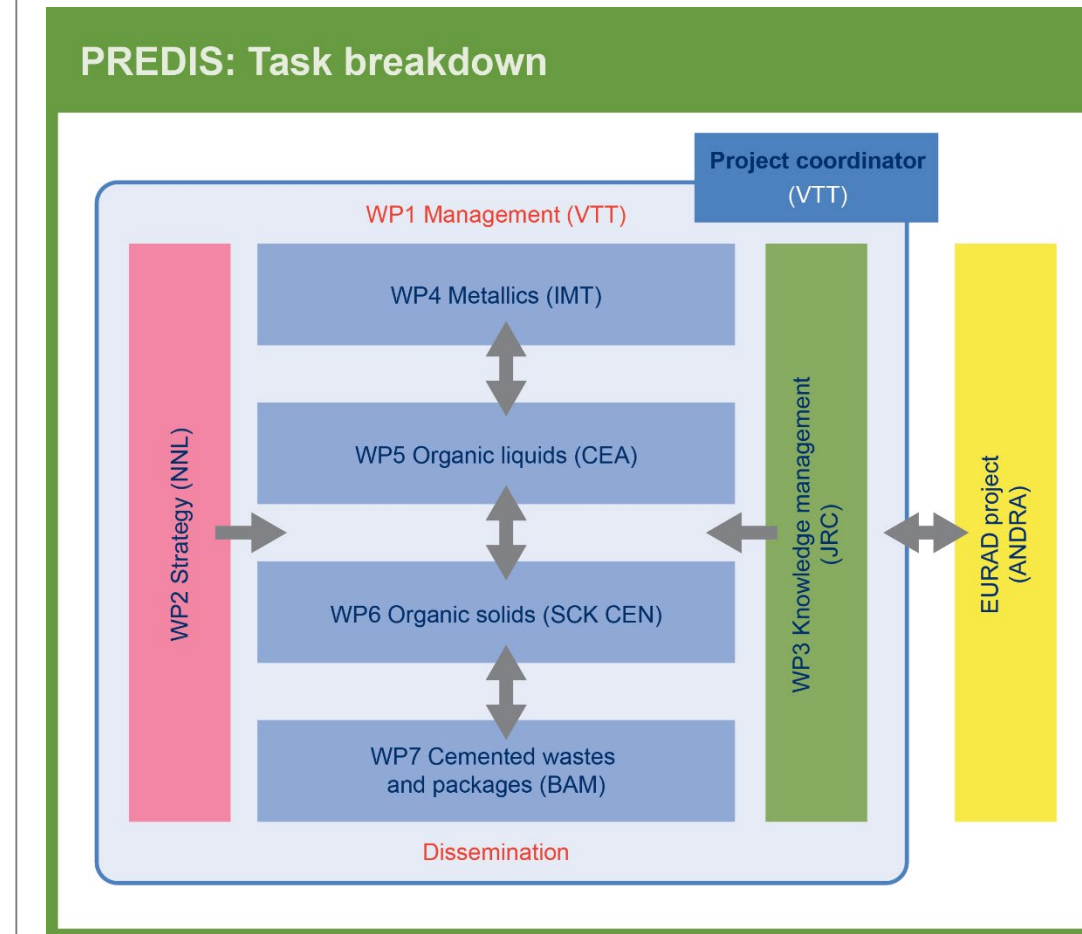 PREDIS: Task breakdown
Project coordinator
(VTT)
WP1 Management (VTT)
WP2 Strategy (NNL)
WP4 Metallics (IMT)
WP5 Organic liquids (CEA)
WP6 Organic solids (SCK CEN)
WP7 Cemented wastes
and packages (BAM)
WP3 Knowledge management
(JRC)
EURAD project
(ANDRA)
Dissemination